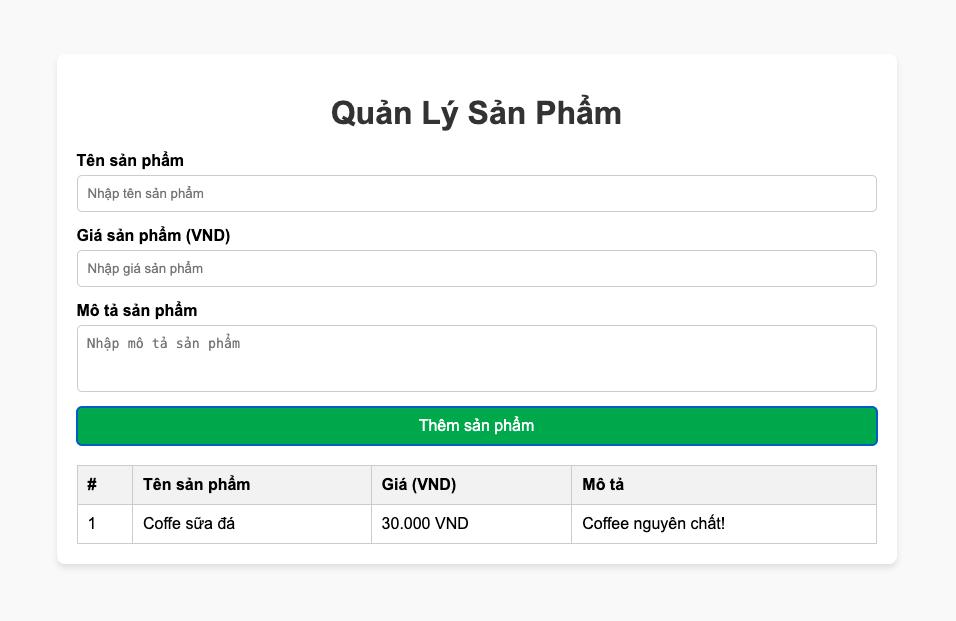 Quản Lý Sản Phẩm
Tên sản phẩm
Nhập tên sản phẩm
Giá sản phẩm (VND)
Nhập giá sản phẩm
Mô tả sản phẩm
Nhập mô tả sản phẩm
Thêm sản phẩm
# Tên sản phẩm Giá (VND) Mô tả
1 Coffe sữa đá 30.000 VND Coffee nguyên chất!